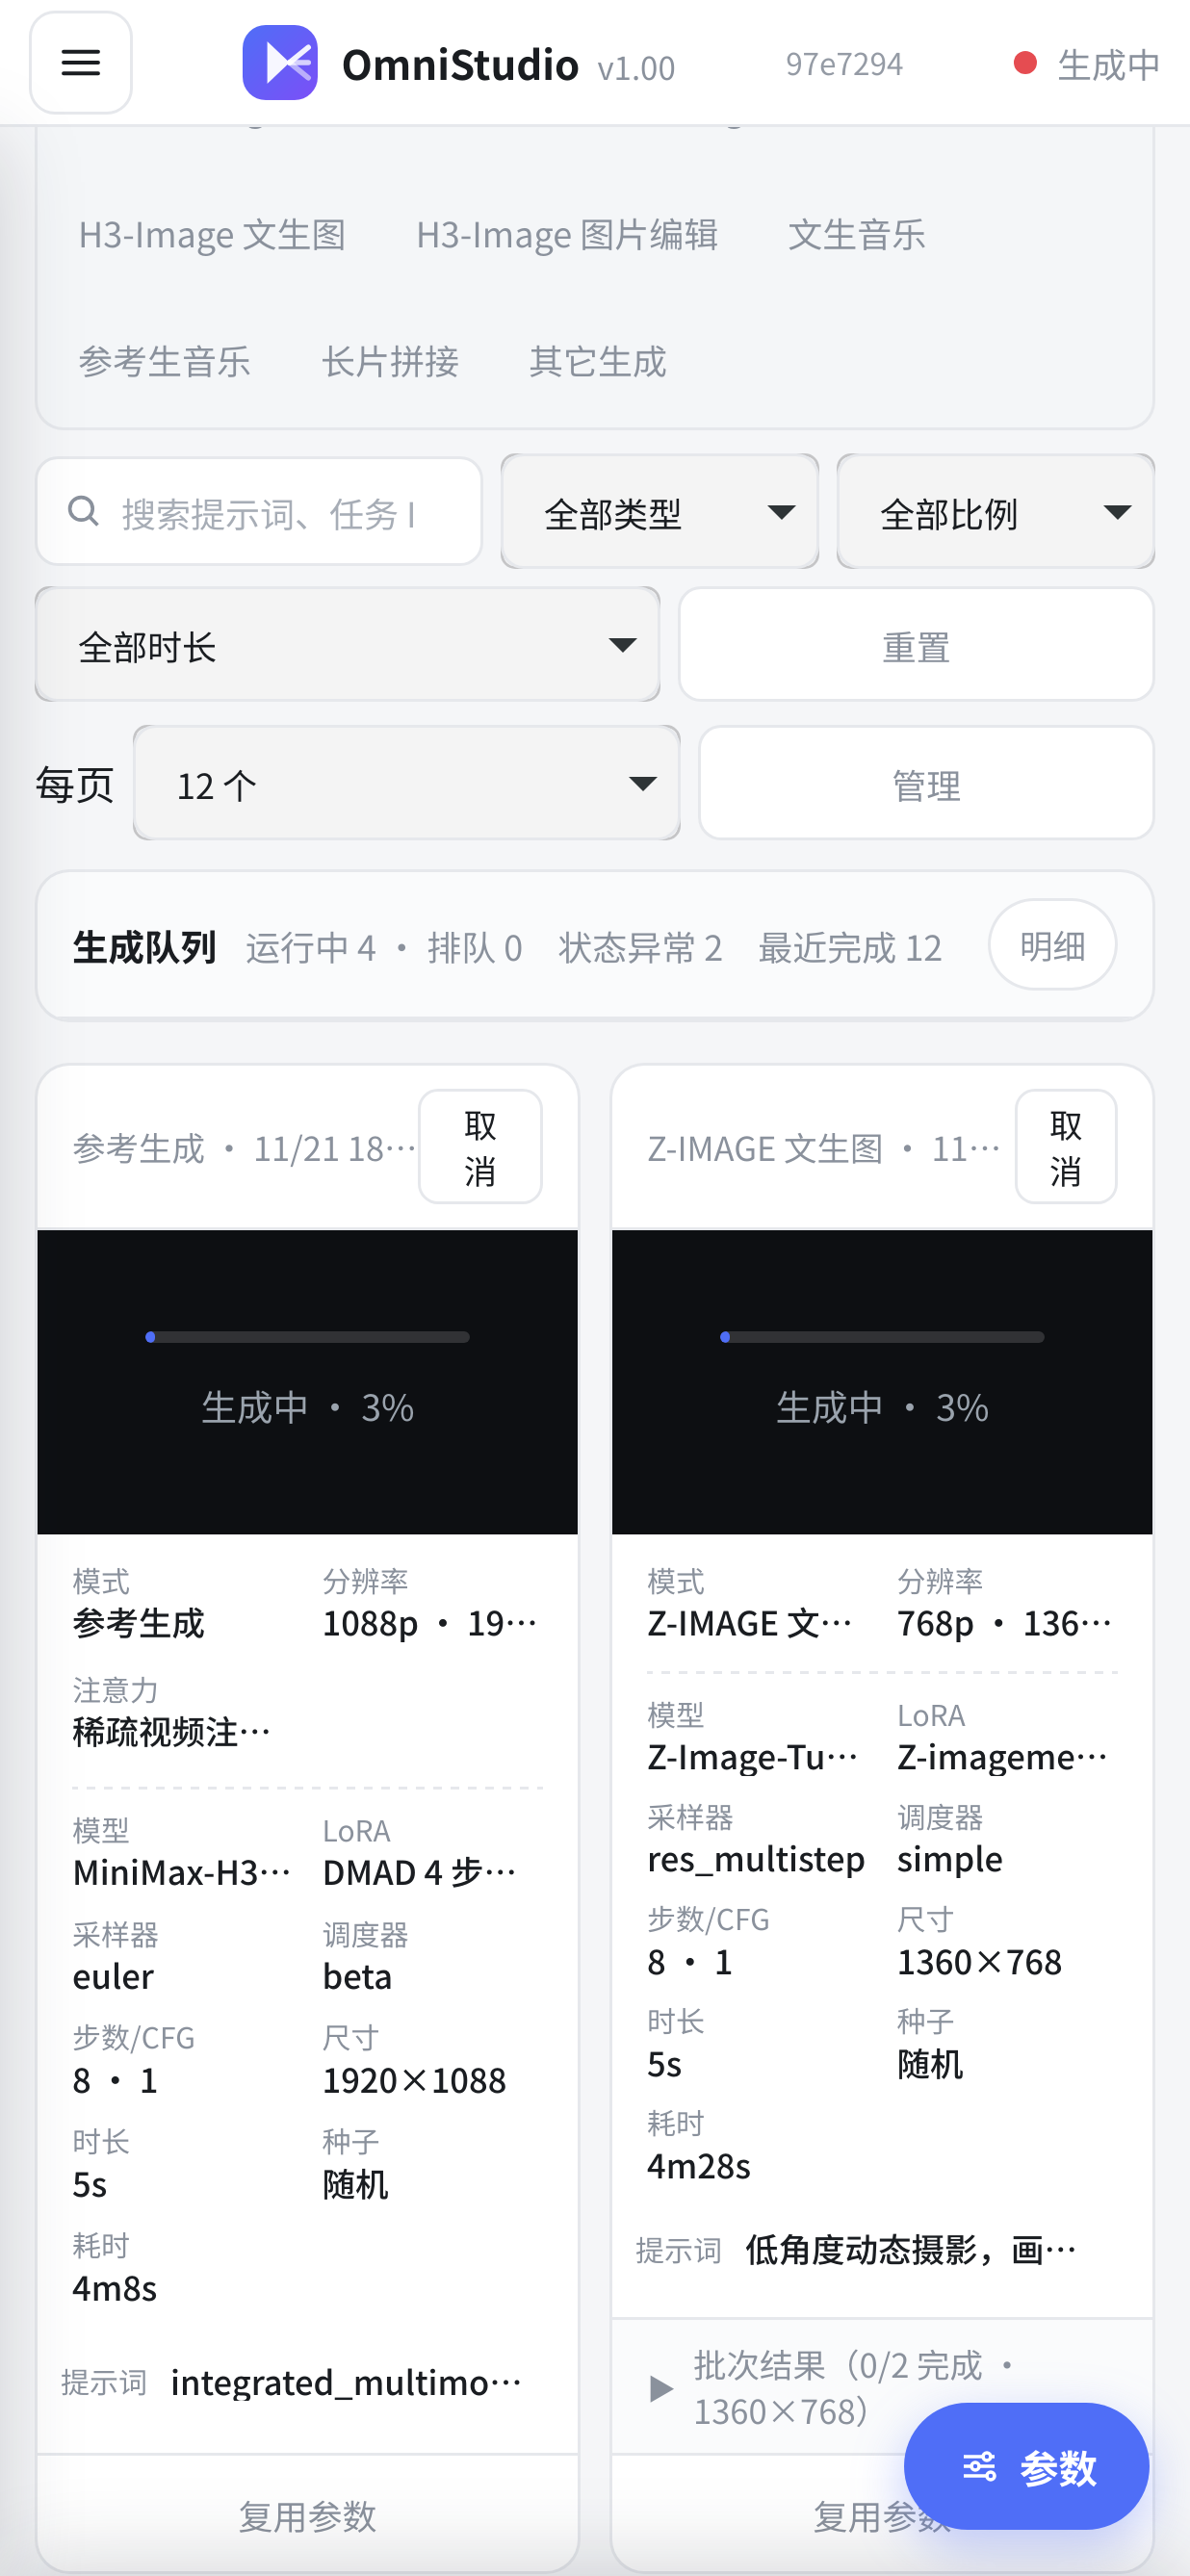 OmniStudio v1.00 97e7294 生成中
H3-Image 文生图 H3-Image 图片编辑 文生音乐
参考生音乐 长片拼接 其它生成
搜索提示词、任务 I 全部类型 全部比例
全部时长 重置
每页 12 个 管理
生成队列 运行中 4 · 排队 0 状态异常 2 最近完成 12 明细
参考生成 · 11/21 18… 取消
生成中 · 3%
模式 分辨率
参考生成 1088p · 19…
注意力
稀疏视频注…
模型 LoRA
MiniMax-H3… DMAD 4 步…
采样器 调度器
euler beta
步数/CFG 尺寸
8 · 1 1920×1088
时长 种子
5s 随机
耗时
4m8s
提示词 integrated_multimo…
复用参数
Z-IMAGE 文生图 · 11… 取消
生成中 · 3%
模式 分辨率
Z-IMAGE 文… 768p · 136…
模型 LoRA
Z-Image-Tu… Z-imageme…
采样器 调度器
res_multistep simple
步数/CFG 尺寸
8 · 1 1360×768
时长 种子
5s 随机
耗时
4m28s
提示词 低角度动态摄影，画…
批次结果（0/2 完成 ·
1360×768）
复用参数
参数